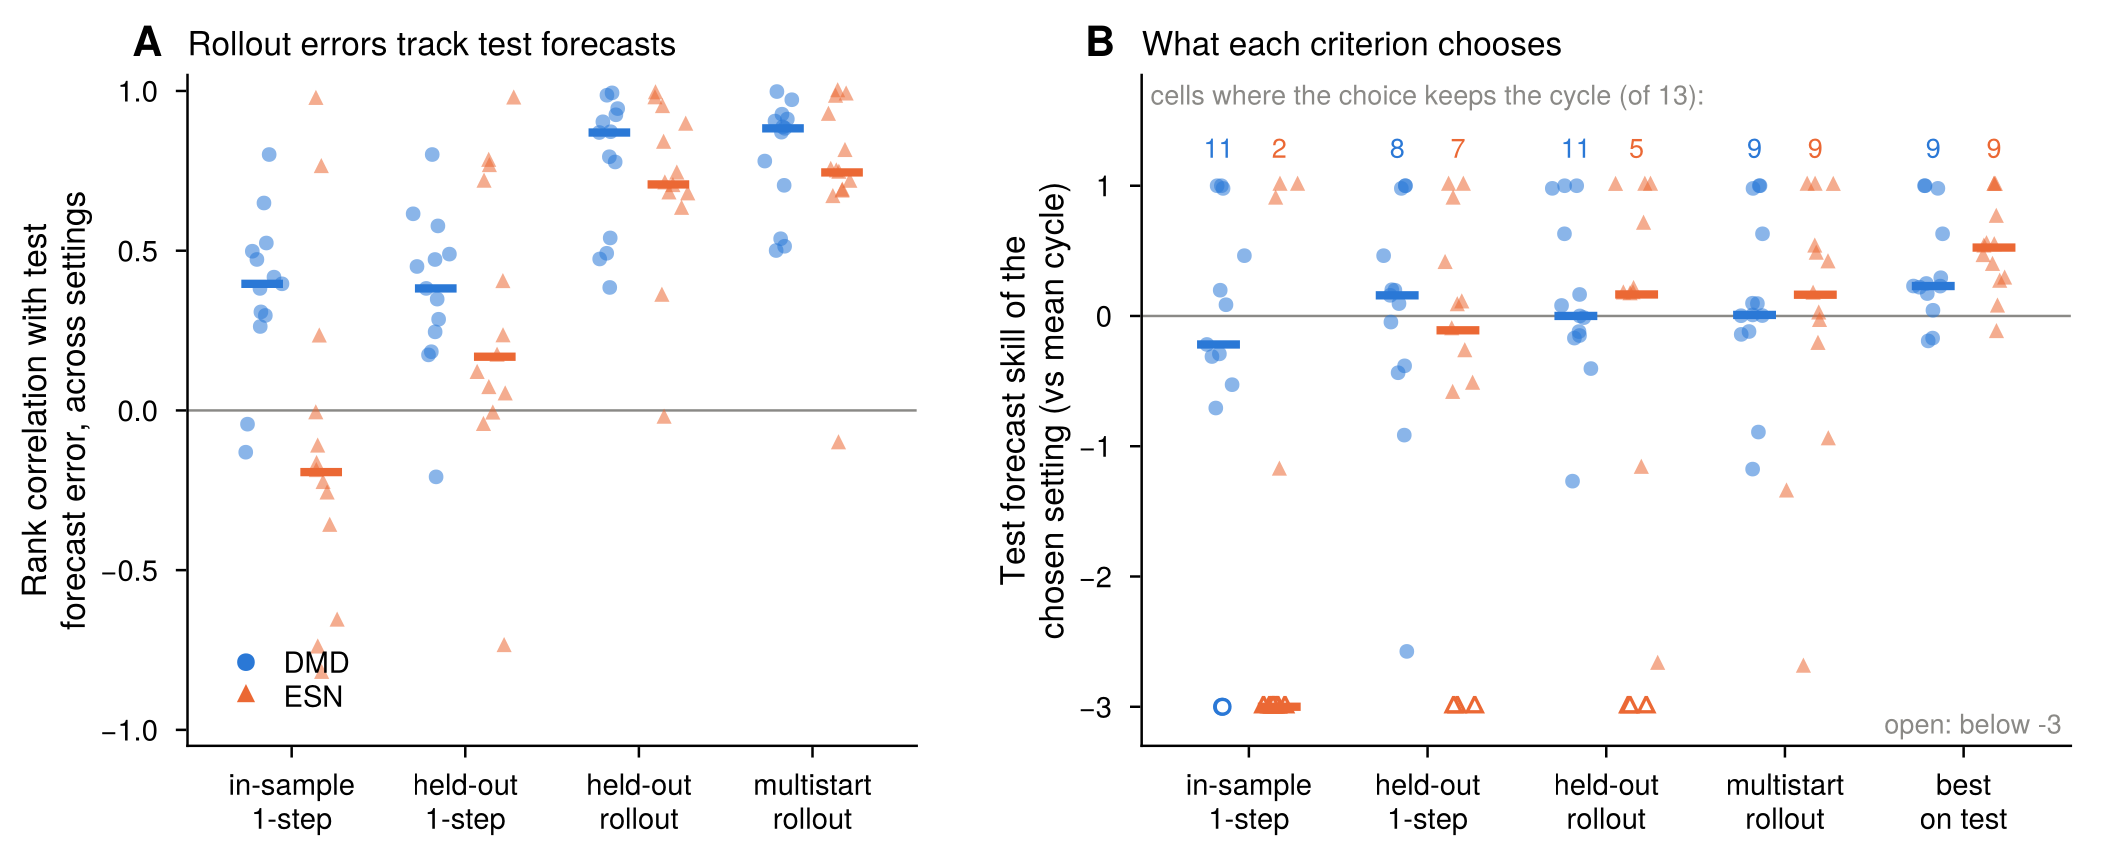 A Rollout errors track test forecasts
Rank correlation with test
forecast error, across settings
1.0
0.5
0.0
−0.5
−1.0
DMD
ESN
in-sample
1-step
held-out
1-step
held-out
rollout
multistart
rollout
B What each criterion chooses
cells where the choice keeps the cycle (of 13):
11 2 8 7 11 5 9 9 9 9
Test forecast skill of the
chosen setting (vs mean cycle)
1
0
−1
−2
−3
open: below -3
in-sample
1-step
held-out
1-step
held-out
rollout
multistart
rollout
best
on test